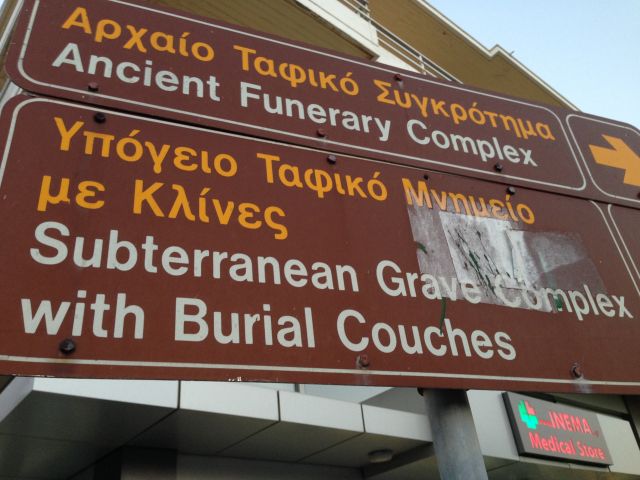 Αρχαίο Ταφικό Συγκρότημα
Ancient Funerary Complex
Υπόγειο Ταφικό Μνημείο
με Κλίνες
Subterranean Grave Complex
with Burial Couches
INEMA
Medical Store